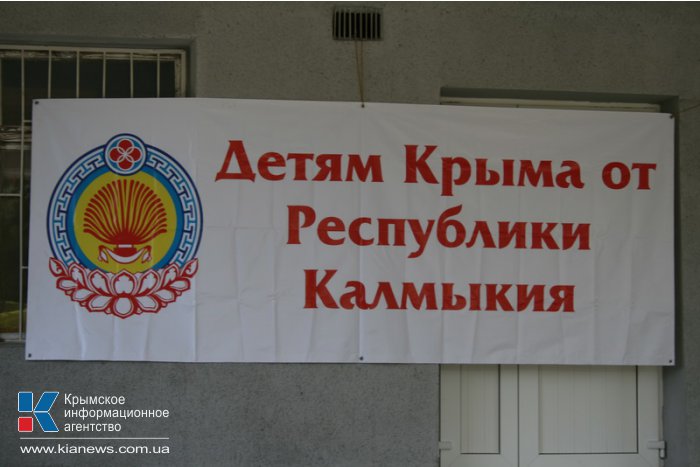 Детям Крыма от
Республики
Калмыкия
Крымское
информационное
агентство
www.kianews.com.ua